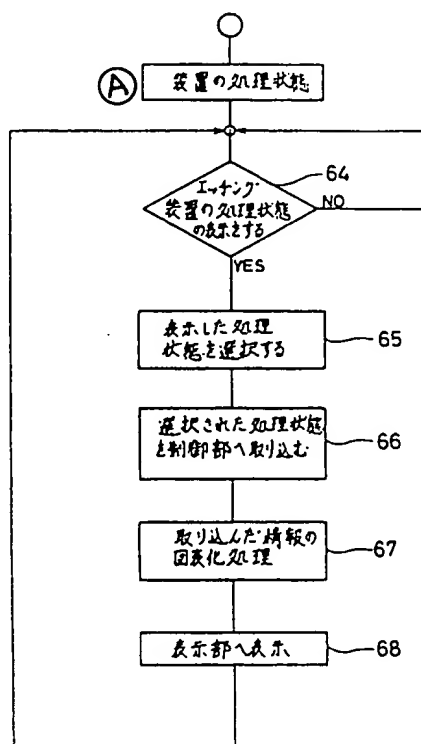 A
装置の処理状態
64
エッチング
装置の処理状態
の表示をする
NO
YES
表示した処理
状態を選択する
65
選択された処理状態
を制御部へ取り込む
66
取り込んだ情報の
図表化処理
67
表示部へ表示
68